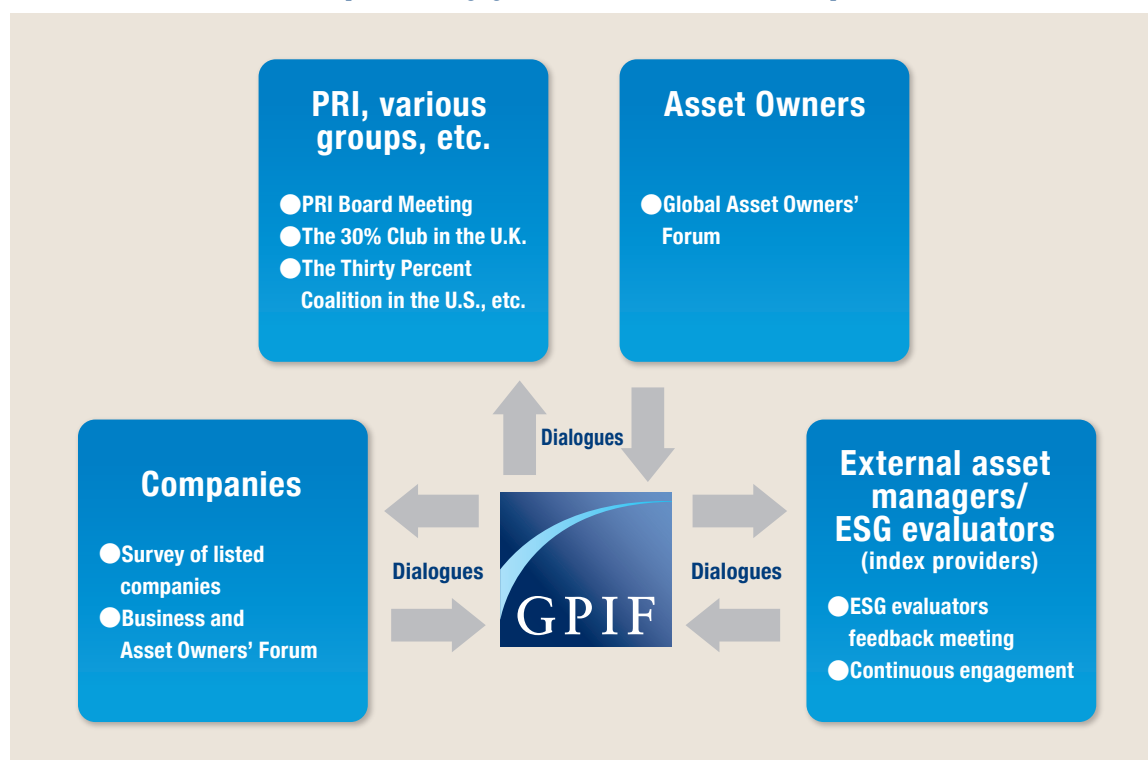 PRI, various
groups, etc.
●PRI Board Meeting
●The 30% Club in the U.K.
●The Thirty Percent
Coalition in the U.S., etc.
Asset Owners
●Global Asset Owners’
Forum
Dialogues
Companies
●Survey of listed
companies
●Business and
Asset Owners’ Forum
Dialogues
GPIF
Dialogues
External asset
managers/
ESG evaluators
(index providers)
●ESG evaluators
feedback meeting
●Continuous engagement